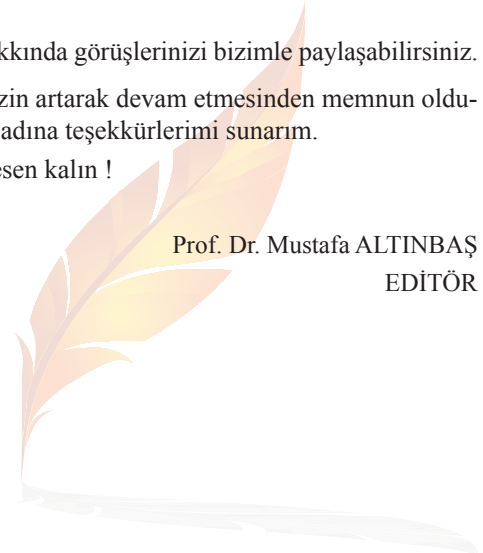 kkında görüşlerinizi bizimle paylaşabilirsiniz.
zin artarak devam etmesinden memnun oldu-
adına teşekkürlerimi sunarım.
esen kalın !
Prof. Dr. Mustafa ALTINBAŞ
EDİTÖR